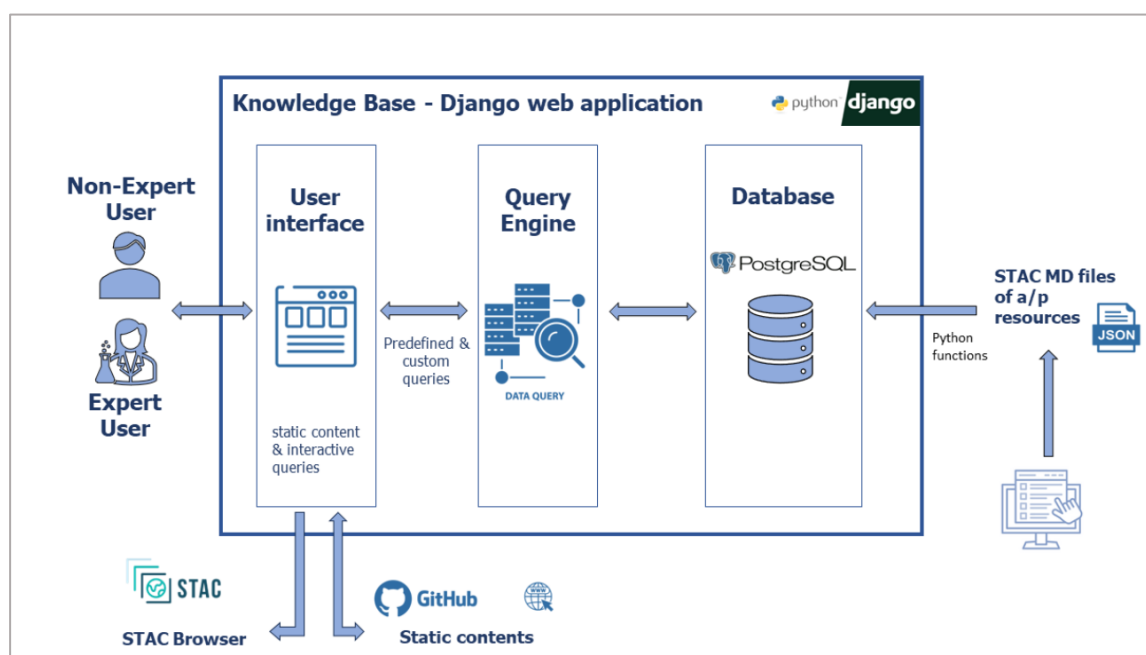 Knowledge Base - Django web application
python
django
Non-Expert
User
Expert
User
User
interface
static content
& interactive
queries
Predefined &
custom
queries
Query
Engine
DATA QUERY
Database
PostgreSQL
Python
functions
STAC MD files
of a/p
resources
JSON
STAC
STAC Browser
GitHub
WWW
Static contents